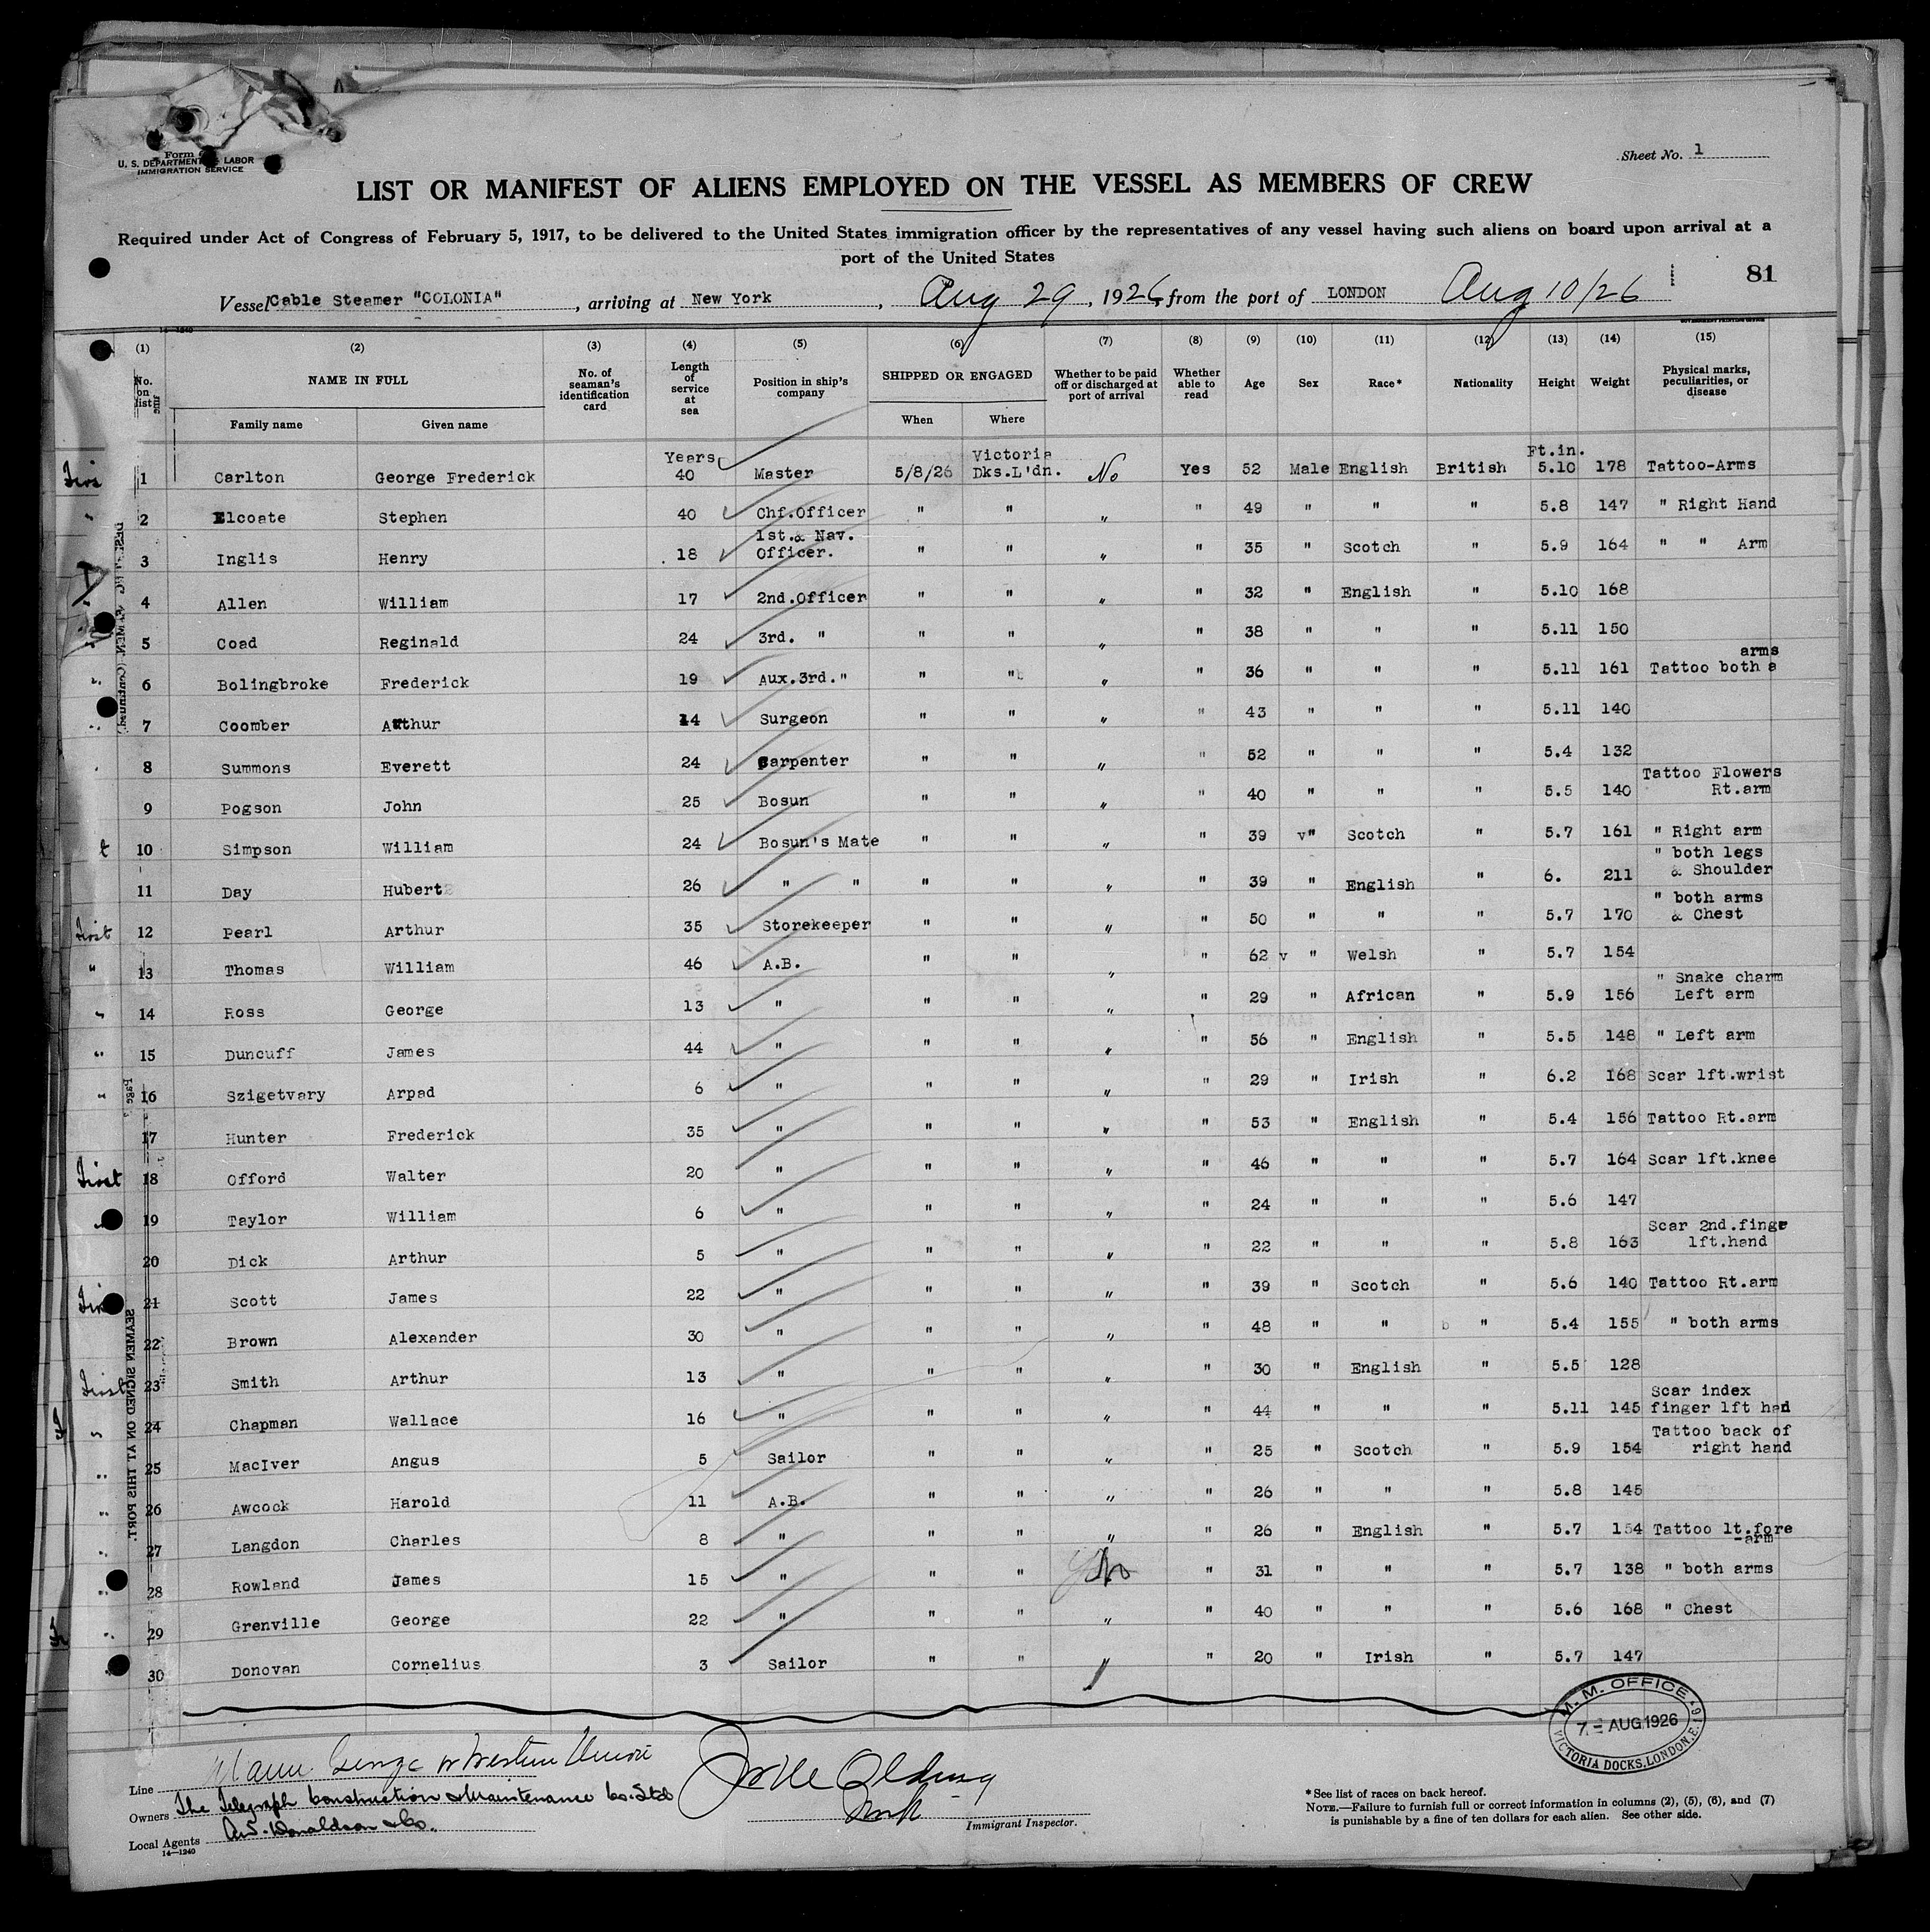 Form
U. S. DEPARTMENT LABOR
IMMIGRATION SERVICE
Sheet No. 1
LIST OR MANIFEST OF ALIENS EMPLOYED ON THE VESSEL AS MEMBERS OF CREW
Required under Act of Congress of February 5, 1917, to be delivered to the United States immigration officer by the representatives of any vessel having such aliens on board upon arrival at a
port of the United States
81
Vessel Cable Steamer "COLONIA", arriving at New York, Aug 29, 1926, from the port of LONDON Aug 10/26
14—1240
(1) (2) (3) (4) (5) (6) (7) (8) (9) (10) (11) (12) (13) (14) (15)
No. on list NAME IN FULL No. of seaman's identification card Length of service at sea Position in ship's company SHIPPED OR ENGAGED Whether to be paid off or discharged at port of arrival Whether able to read Age Sex Race* Nationality Height Weight Physical marks, peculiarities, or disease
Family name Given name When Where
Years Victoria Ft.in.
1 Carlton George Frederick 40 Master 5/8/26 Dks.L'dn. No Yes 52 Male English British 5.10 178 Tattoo-Arms
2 Elcoate Stephen 40 Chf.Officer " " " " 49 " " " 5.8 147 " Right Hand
3 Inglis Henry 18 1st.& Nav. Officer. " " " " 35 " Scotch " 5.9 164 " " Arm
4 Allen William 17 2nd.Officer " " " " 32 " English " 5.10 168
5 Coad Reginald 24 3rd. " " " " " 38 " " " 5.11 150
6 Bolingbroke Frederick 19 Aux.3rd." " " " " 36 " " " 5.11 161 Tattoo both a arms
7 Coomber Arthur 14 Surgeon " " " " 43 " " " 5.11 140
8 Summons Everett 24 Carpenter " " " " 52 " " " 5.4 132
9 Pogson John 25 Bosun " " " " 40 " " " 5.5 140 Tattoo Flowers Rt.arm
10 Simpson William 24 Bosun's Mate " " " " 39 v" Scotch " 5.7 161 " Right arm
11 Day Hubert 26 " " " " " " 39 " English " 6. 211 " both legs & Shoulder
First 12 Pearl Arthur 35 Storekeeper " " " " 50 " " " 5.7 170 " both arms & Chest
" 13 Thomas William 46 A.B. " " " " 62 v " Welsh " 5.7 154
" 14 Ross George 13 " " " " " 29 " African " 5.9 156 " Snake charm Left arm
" 15 Duncuff James 44 " " " " " 56 " English " 5.5 148 " Left arm
" 16 Szigetvary Arpad 6 " " " " " 29 " Irish " 6.2 168 Scar lft.wrist
17 Hunter Frederick 35 " " " " " 53 " English " 5.4 156 Tattoo Rt.arm
First 18 Offord Walter 20 " " " " " 46 " " " 5.7 164 Scar lft.knee
19 Taylor William 6 " " " " " 24 " " " 5.6 147
20 Dick Arthur 5 " " " " " 22 " " " 5.8 163 Scar 2nd.finge lft.hand
21 Scott James 22 " " " " " 39 " Scotch " 5.6 140 Tattoo Rt.arm
22 Brown Alexander 30 " " " " " 48 " " b " 5.4 155 " both arms
First 23 Smith Arthur 13 " " " " " 30 " English " 5.5 128
24 Chapman Wallace 16 " " " " " 44 " " " 5.11 145 Scar index finger lft had
25 MacIver Angus 5 Sailor " " " " 25 " Scotch " 5.9 154 Tattoo back of right hand
26 Awcock Harold 11 A.B. " " " " 26 " " " 5.8 145
27 Langdon Charles 8 " " " " " 26 " English " 5.7 154 Tattoo lt.fore -arm
28 Rowland James 15 " " " No " 31 " " " 5.7 138 " both arms
29 Grenville George 22 " " " " " 40 " " " 5.6 168 " Chest
30 Donovan Cornelius 3 Sailor " " " " 20 " Irish " 5.7 147
SEAMEN SIGNED ON AT THIS PORT.
M. M. OFFICE
7 - AUG 1926
VICTORIA DOCKS, LONDON, E.16
Line George Western Union
Owners The Telegraph Construction & Maintenance Co. Ltd
Local Agents Donaldson & Co.
14—1240
Immigrant Inspector.
*See list of races on back hereof.
NOTE.—Failure to furnish full or correct information in columns (2), (5), (6), and (7)
is punishable by a fine of ten dollars for each alien. See other side.